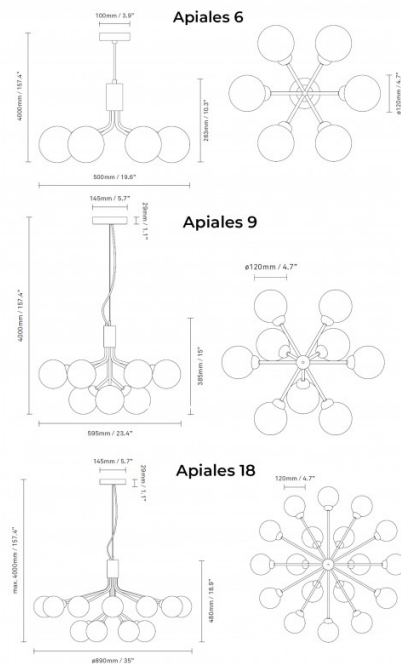 Apiales 6
100mm / 3.9"
4000mm / 157.4"
263mm / 10.3"
ø120mm / 4.7"
500mm / 19.6"
Apiales 9
145mm / 5.7"
29mm / 1.1"
ø120mm / 4.7"
4000mm / 157.4"
385mm / 15"
595mm / 23.4"
Apiales 18
145mm / 5.7"
29mm / 1.1"
120mm / 4.7"
max. 4000mm / 157.4"
480mm / 18.9"
ø890mm / 35"